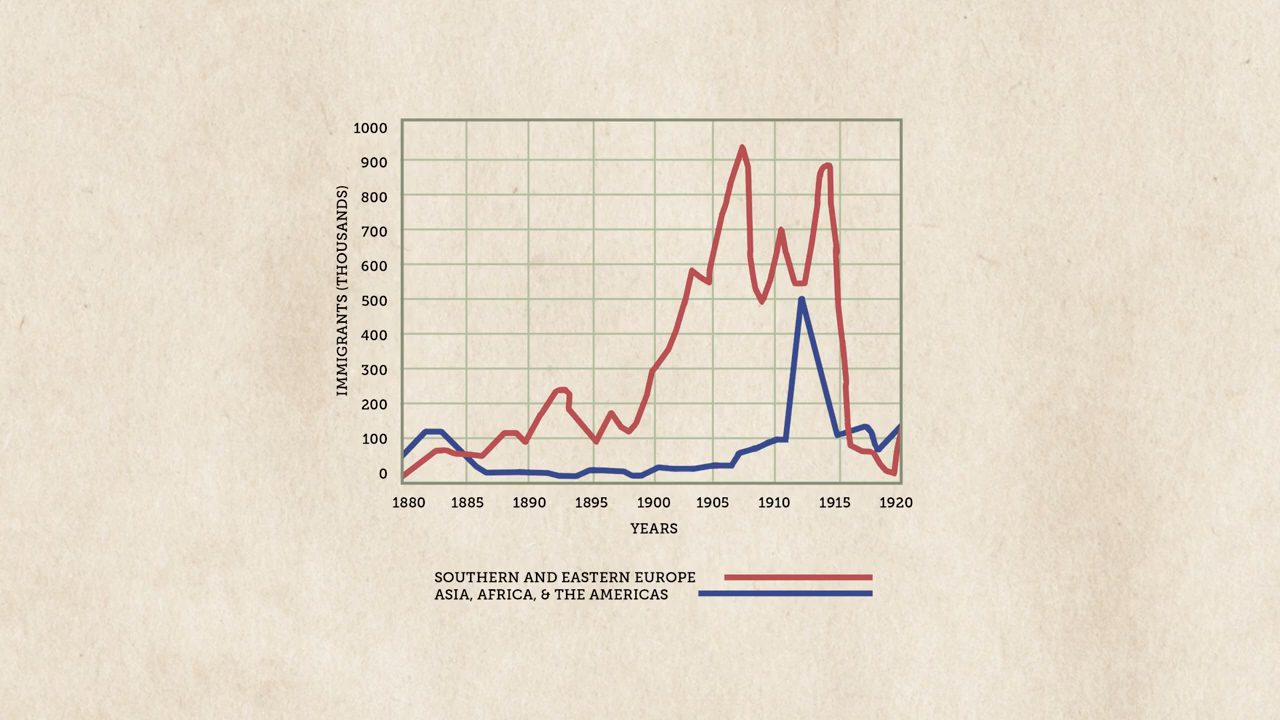 1000
900
800
700
600
500
400
300
200
100
0
IMMIGRANTS (THOUSANDS)
1880 1885 1890 1895 1900 1905 1910 1915 1920
YEARS
SOUTHERN AND EASTERN EUROPE
ASIA, AFRICA, & THE AMERICAS